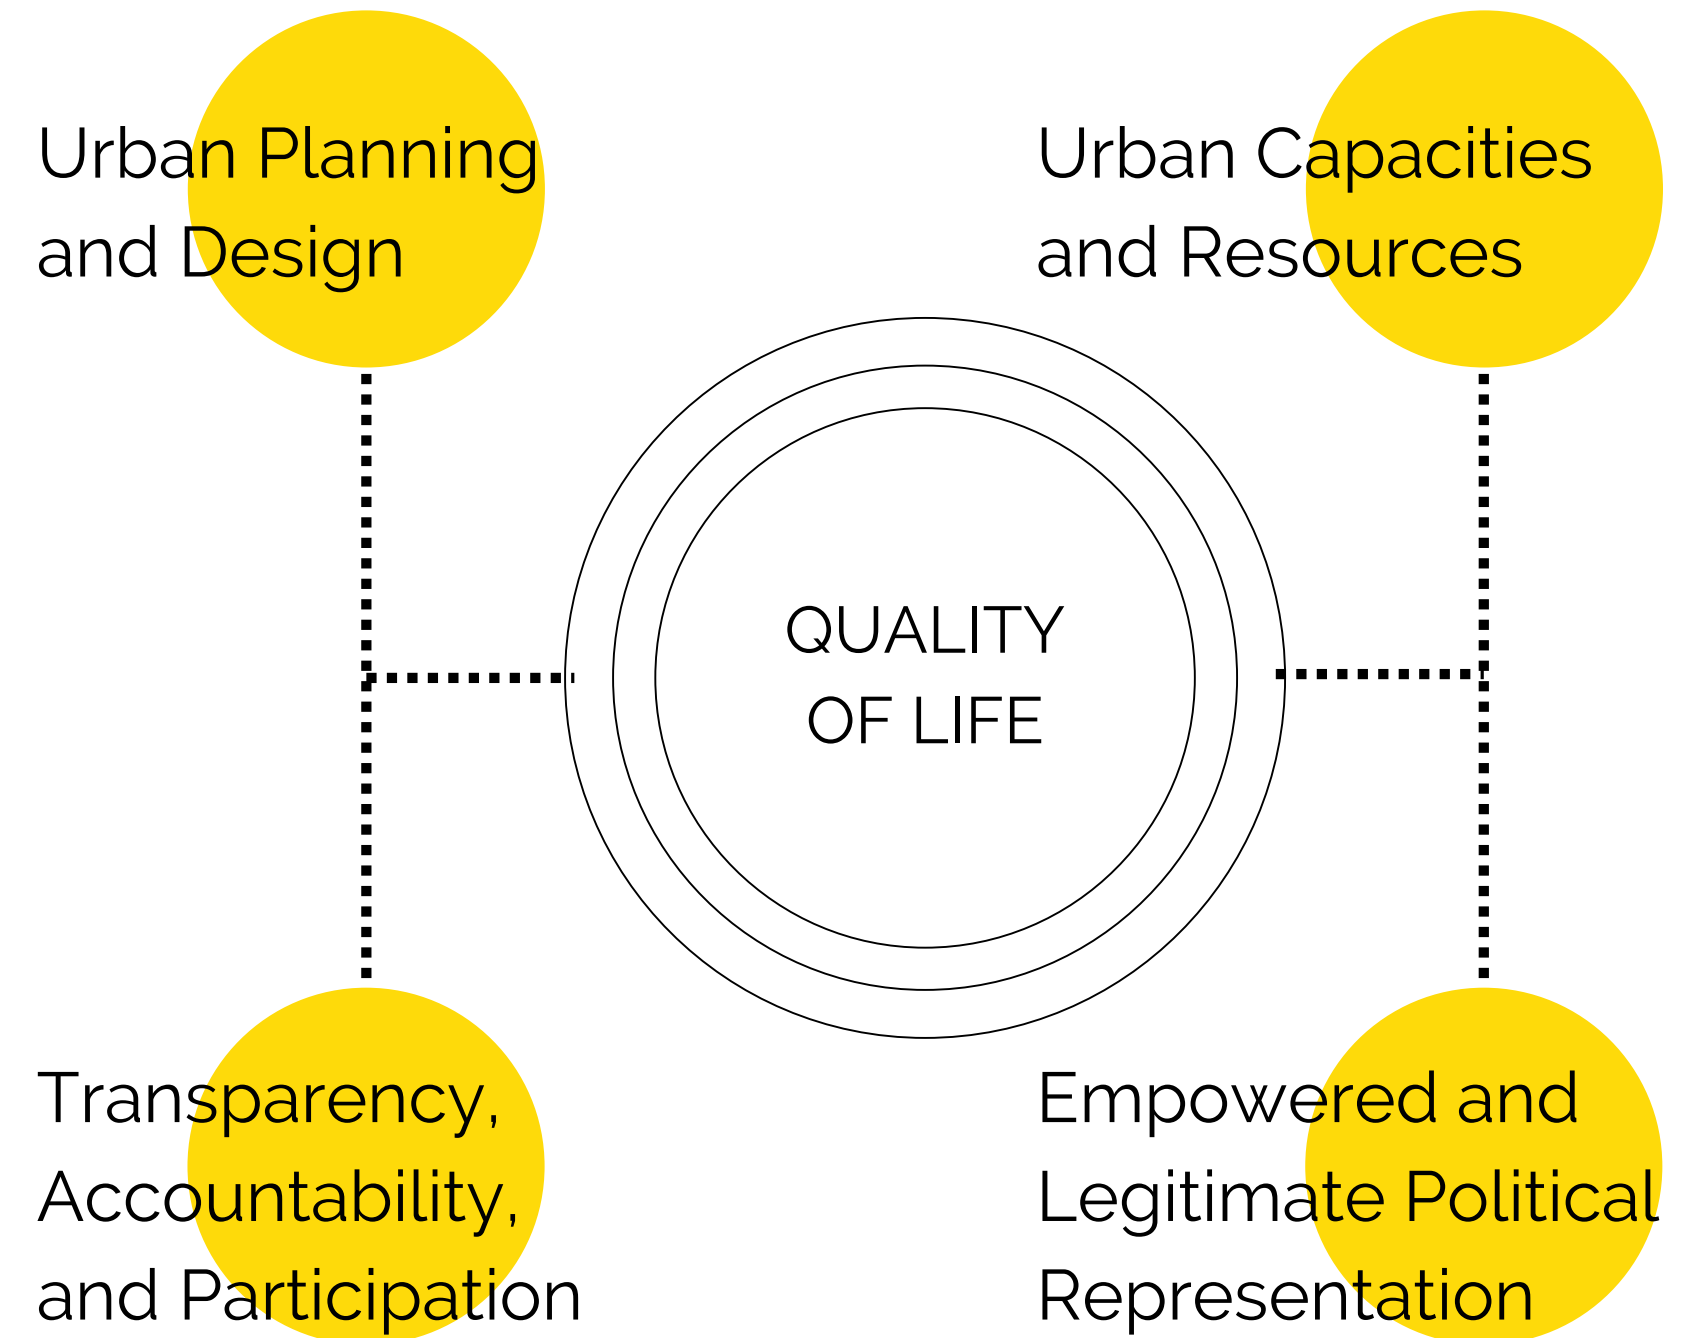 Urban Planning
and Design
Urban Capacities
and Resources
QUALITY
OF LIFE
Transparency,
Accountability,
and Participation
Empowered and
Legitimate Political
Representation